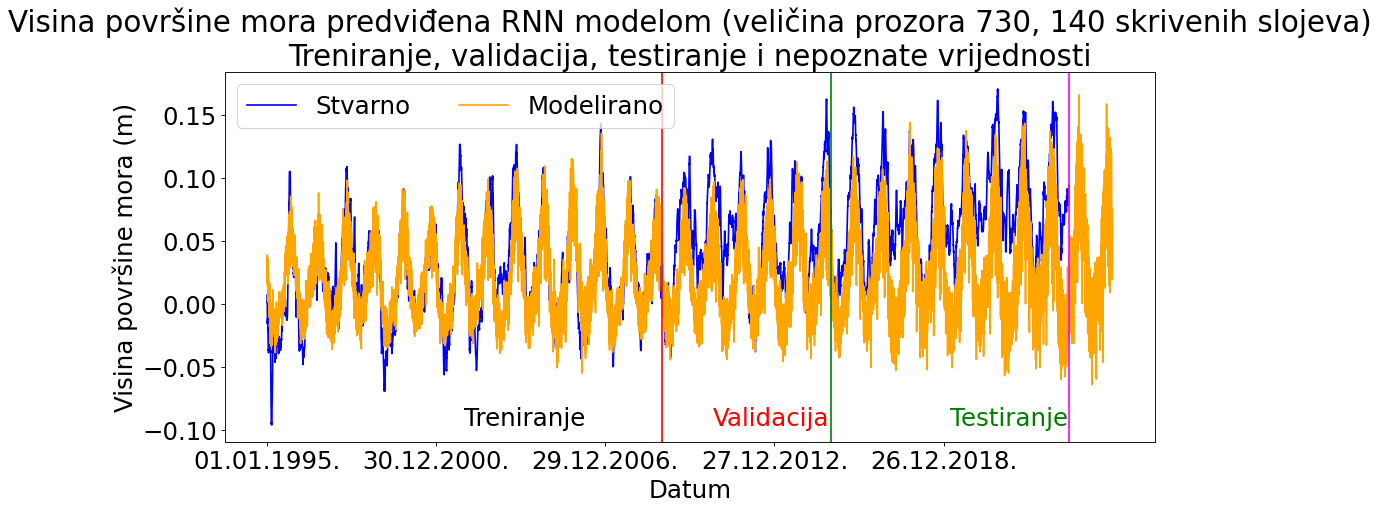 Visina površine mora predviđena RNN modelom (veličina prozora 730, 140 skrivenih slojeva)
Treniranje, validacija, testiranje i nepoznate vrijednosti
Stvarno Modelirano
Visina površine mora (m)
0.15
0.10
0.05
0.00
−0.05
−0.10
Treniranje Validacija Testiranje
01.01.1995. 30.12.2000. 29.12.2006. 27.12.2012. 26.12.2018.
Datum